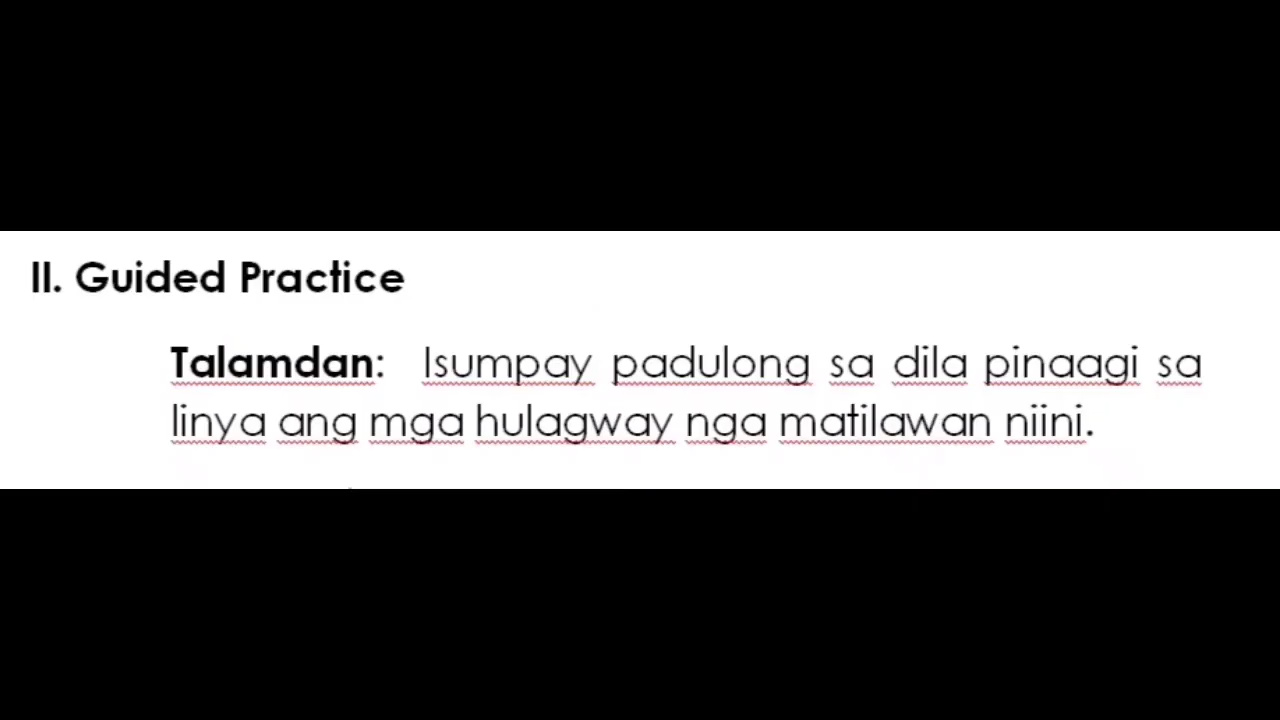 II. Guided Practice
Talamdan: Isumpay padulong sa dila pinaagi sa
linya ang mga hulagway nga matilawan niini.